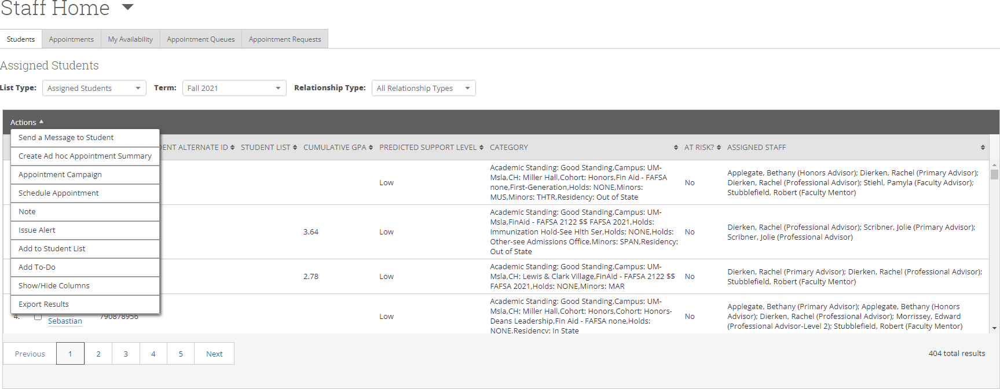 Staff Home
Students Appointments My Availability Appointment Queues Appointment Requests
Assigned Students
List Type: Assigned Students Term: Fall 2021 Relationship Type: All Relationship Types
Actions
Send a Message to Student
Create Ad hoc Appointment Summary
Appointment Campaign
Schedule Appointment
Note
Issue Alert
Add to Student List
Add To-Do
Show/Hide Columns
Export Results
DENT ALTERNATE ID STUDENT LIST CUMULATIVE GPA PREDICTED SUPPORT LEVEL CATEGORY AT RISK? ASSIGNED STAFF
Low
Academic Standing: Good Standing,Campus: UM-
Msla,CH: Miller Hall,Cohort: Honors,Fin Aid - FAFSA
none,First-Generation,Holds: NONE,Minors:
MUS,Minors: THTR,Residency: Out of State
No
Applegate, Bethany (Honors Advisor); Dierken, Rachel (Primary Advisor);
Dierken, Rachel (Professional Advisor); Stiehl, Pamyla (Faculty Advisor);
Stubblefield, Robert (Faculty Mentor)
3.64
Low
Academic Standing: Good Standing,Campus: UM-
Msla,FinAid - FAFSA 2122 $$ FAFSA 2021,Holds:
Immunization Hold-See Hlth Ser,Holds: NONE,Holds:
Other-see Admissions Office,Minors: SPAN,Residency:
Out of State
No
Dierken, Rachel (Professional Advisor); Scribner, Jolie (Primary Advisor);
Scribner, Jolie (Professional Advisor)
2.78
Low
Academic Standing: Good Standing,Campus: UM-
Msla,CH: Lewis & Clark Village,FinAid - FAFSA 2122 $$
FAFSA 2021,Holds: NONE,Minors: MAR
No
Dierken, Rachel (Primary Advisor); Dierken, Rachel (Professional Advisor);
Stubblefield, Robert (Faculty Mentor)
4.
Sebastian
790878956
Low
Academic Standing: Good Standing,Campus: UM-
Msla,CH: Miller Hall,Cohort: Honors,Cohort: Honors-
Deans Leadership,Fin Aid - FAFSA none,Holds:
NONE,Residency: In State
No
Applegate, Bethany (Primary Advisor); Applegate, Bethany (Honors
Advisor); Dierken, Rachel (Professional Advisor); Morrissey, Edward
(Professional Advisor-Level 2); Stubblefield, Robert (Faculty Mentor)
Previous 1 2 3 4 5 Next
404 total results